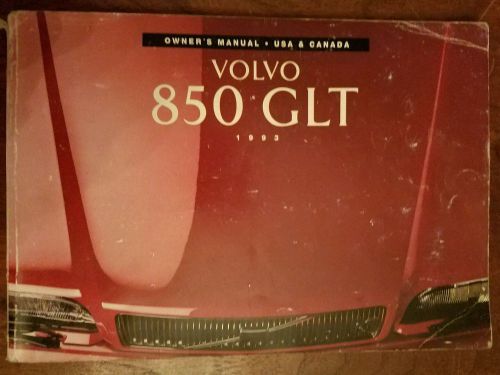 OWNER'S MANUAL • USA & CANADA
VOLVO
850 GLT
1993